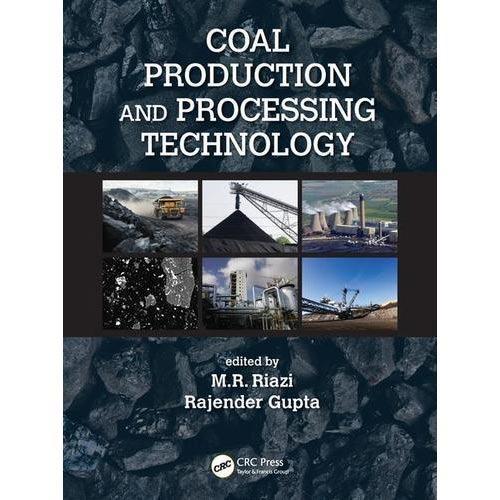 COAL
PRODUCTION
AND PROCESSING
TECHNOLOGY
edited by
M.R. Riazi
Rajender Gupta
CRC
CRC Press
Taylor & Francis Group